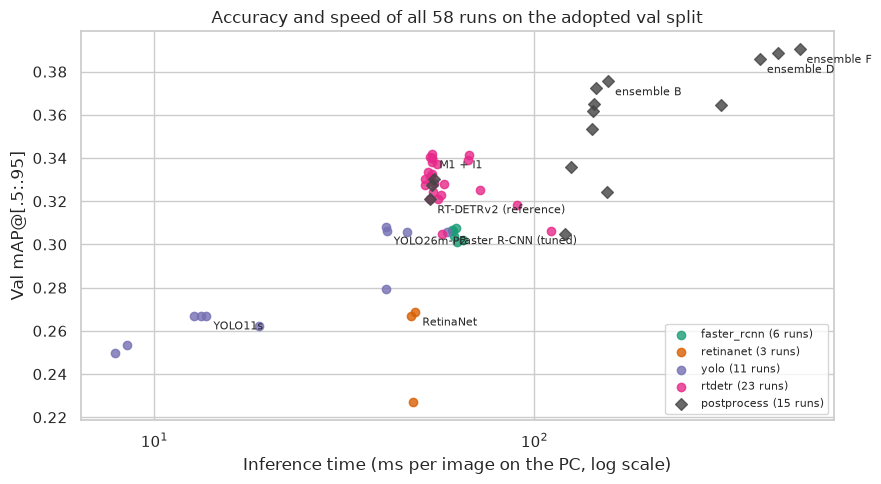 Accuracy and speed of all 58 runs on the adopted val split
Val mAP@[.5:.95]
0.38
0.36
0.34
0.32
0.30
0.28
0.26
0.24
0.22
ensemble F
ensemble D
ensemble B
M1 + I1
RT-DETRv2 (reference)
YOLO26m-P2
Faster R-CNN (tuned)
YOLO11s
RetinaNet
faster_rcnn (6 runs)
retinanet (3 runs)
yolo (11 runs)
rtdetr (23 runs)
postprocess (15 runs)
10¹
10²
Inference time (ms per image on the PC, log scale)